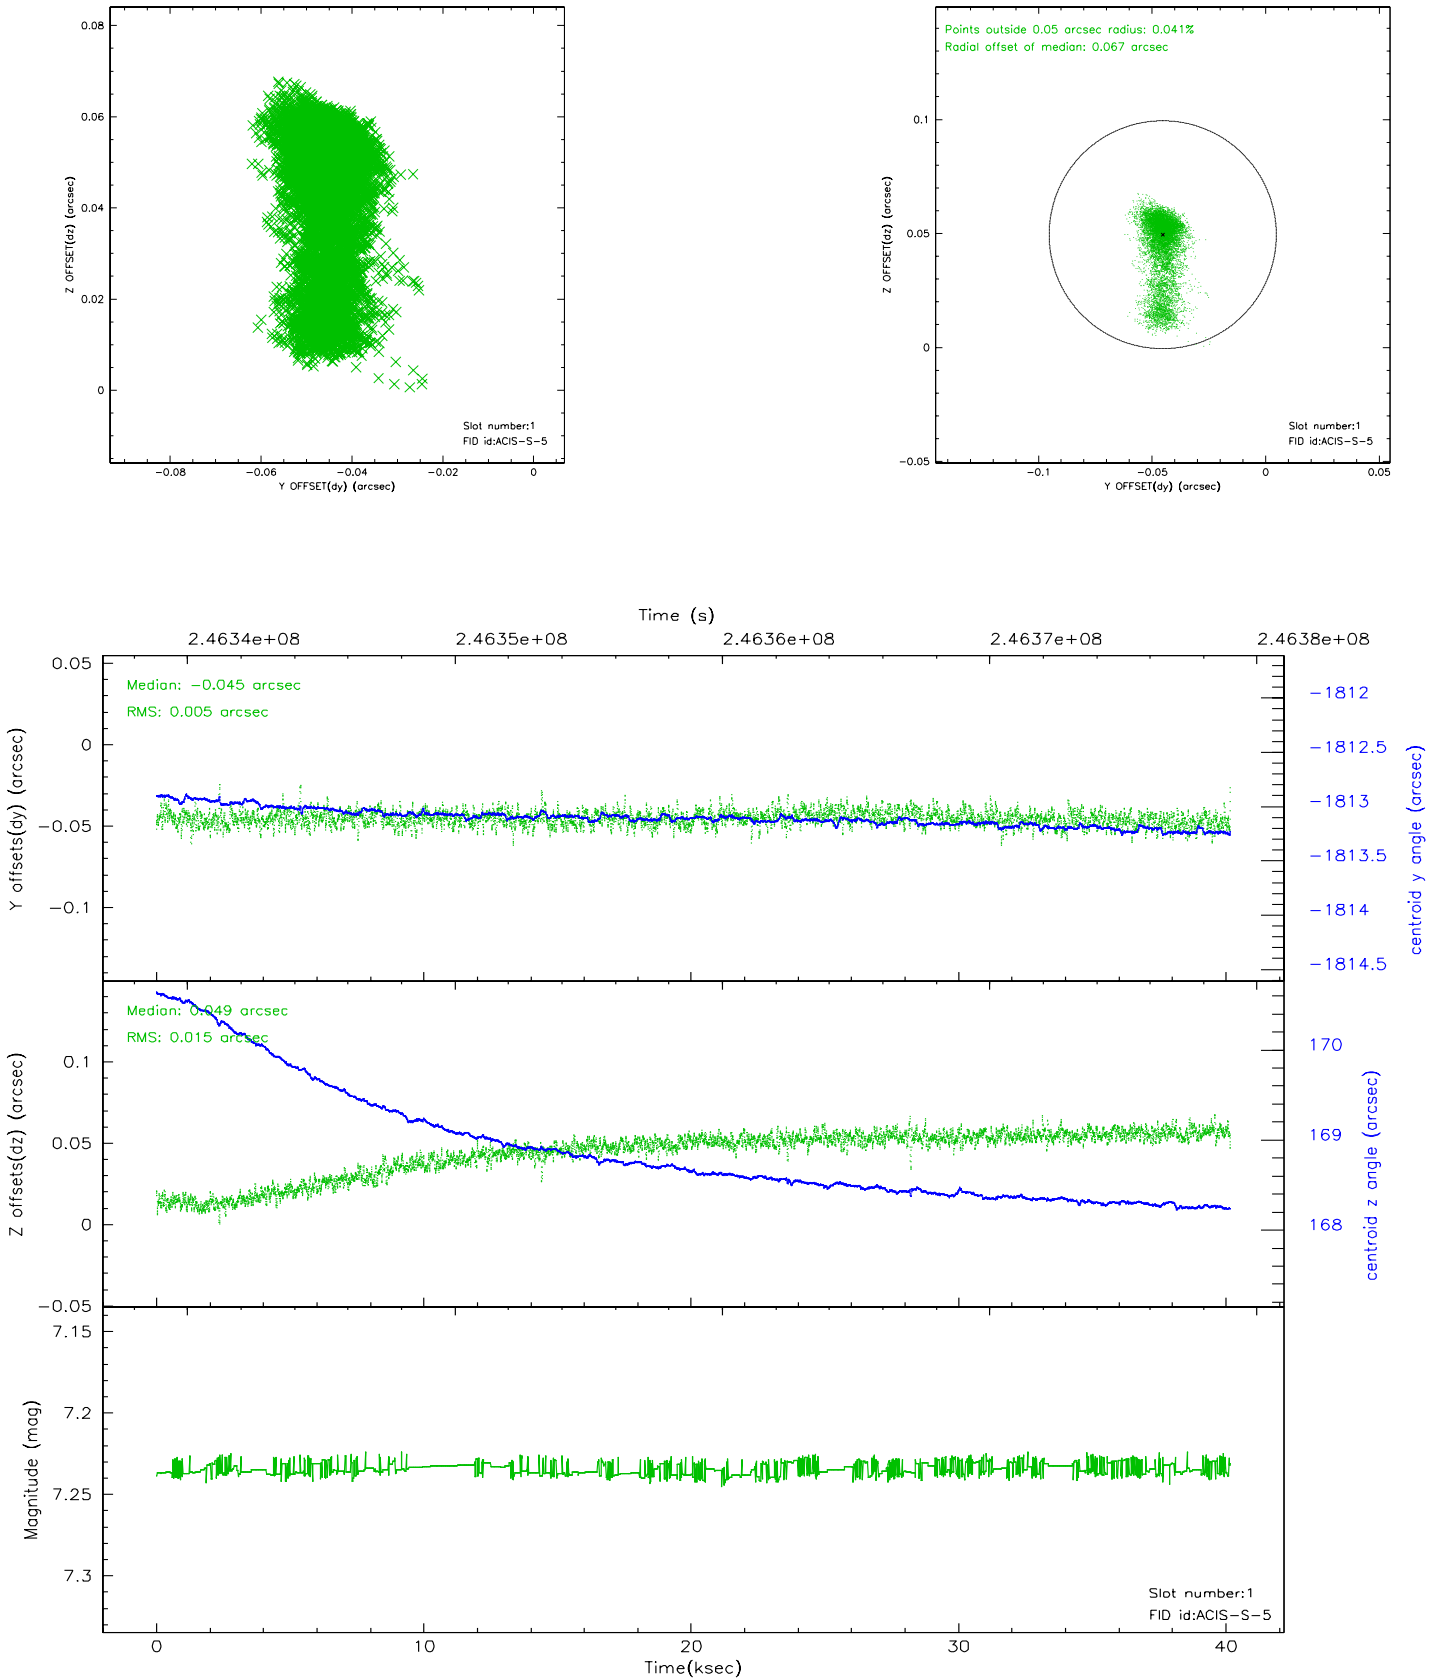 0.08
0.06
0.04
0.02
0
Z OFFSET(dz) (arcsec)
Slot number:1
FID id:ACIS-S-5
-0.08
-0.06
-0.04
-0.02
0
Y OFFSET(dy) (arcsec)
Points outside 0.05 arcsec radius: 0.041%
Radial offset of median: 0.067 arcsec
0.1
0.05
0
-0.05
Z OFFSET(dz) (arcsec)
Slot number:1
FID id:ACIS-S-5
-0.1
-0.05
0
0.05
Y OFFSET(dy) (arcsec)
Time (s)
2.4634e+08
2.4635e+08
2.4636e+08
2.4637e+08
2.4638e+08
0.05
0
-0.05
-0.1
Y offsets(dy) (arcsec)
Median: -0.045 arcsec
RMS: 0.005 arcsec
-1812
-1812.5
-1813
-1813.5
-1814
-1814.5
centroid y angle (arcsec)
0.1
0.05
0
-0.05
Z offsets(dz) (arcsec)
Median: 0.049 arcsec
RMS: 0.015 arcsec
170
169
168
centroid z angle (arcsec)
7.15
7.2
7.25
7.3
Magnitude (mag)
Slot number:1
FID id:ACIS-S-5
0
10
20
30
40
Time(ksec)